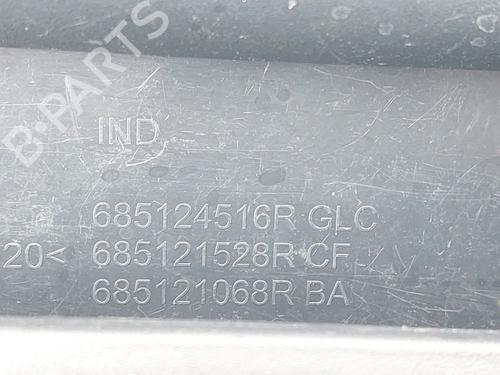 B-PARTS
IND
685124516R GLC
20< 685121528R CF
685121068R BA